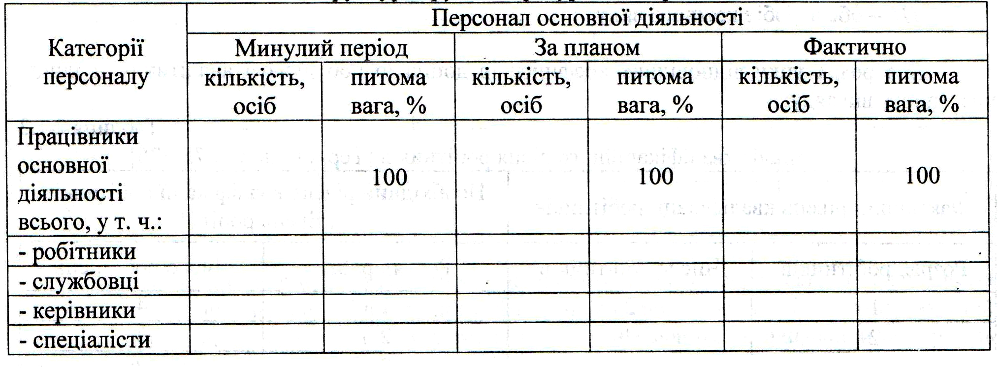 Персонал основної діяльності
Категорії
персоналу
Минулий період
За планом
Фактично
кількість,
осіб
питома
вага, %
кількість,
осіб
питома
вага, %
кількість,
осіб
питома
вага, %
Працівники
основної
діяльності
всього, у т. ч.:
100
100
100
- робітники
- службовці
- керівники
- спеціалісти